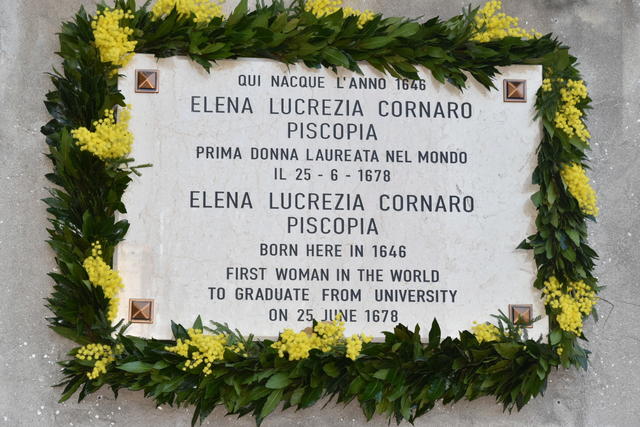 QUI NACQUE L'ANNO 1646
ELENA LUCREZIA CORNARO
PISCOPIA
PRIMA DONNA LAUREATA NEL MONDO
IL 25 - 6 - 1678
ELENA LUCREZIA CORNARO
PISCOPIA
BORN HERE IN 1646
FIRST WOMAN IN THE WORLD
TO GRADUATE FROM UNIVERSITY
ON 25 JUNE 1678